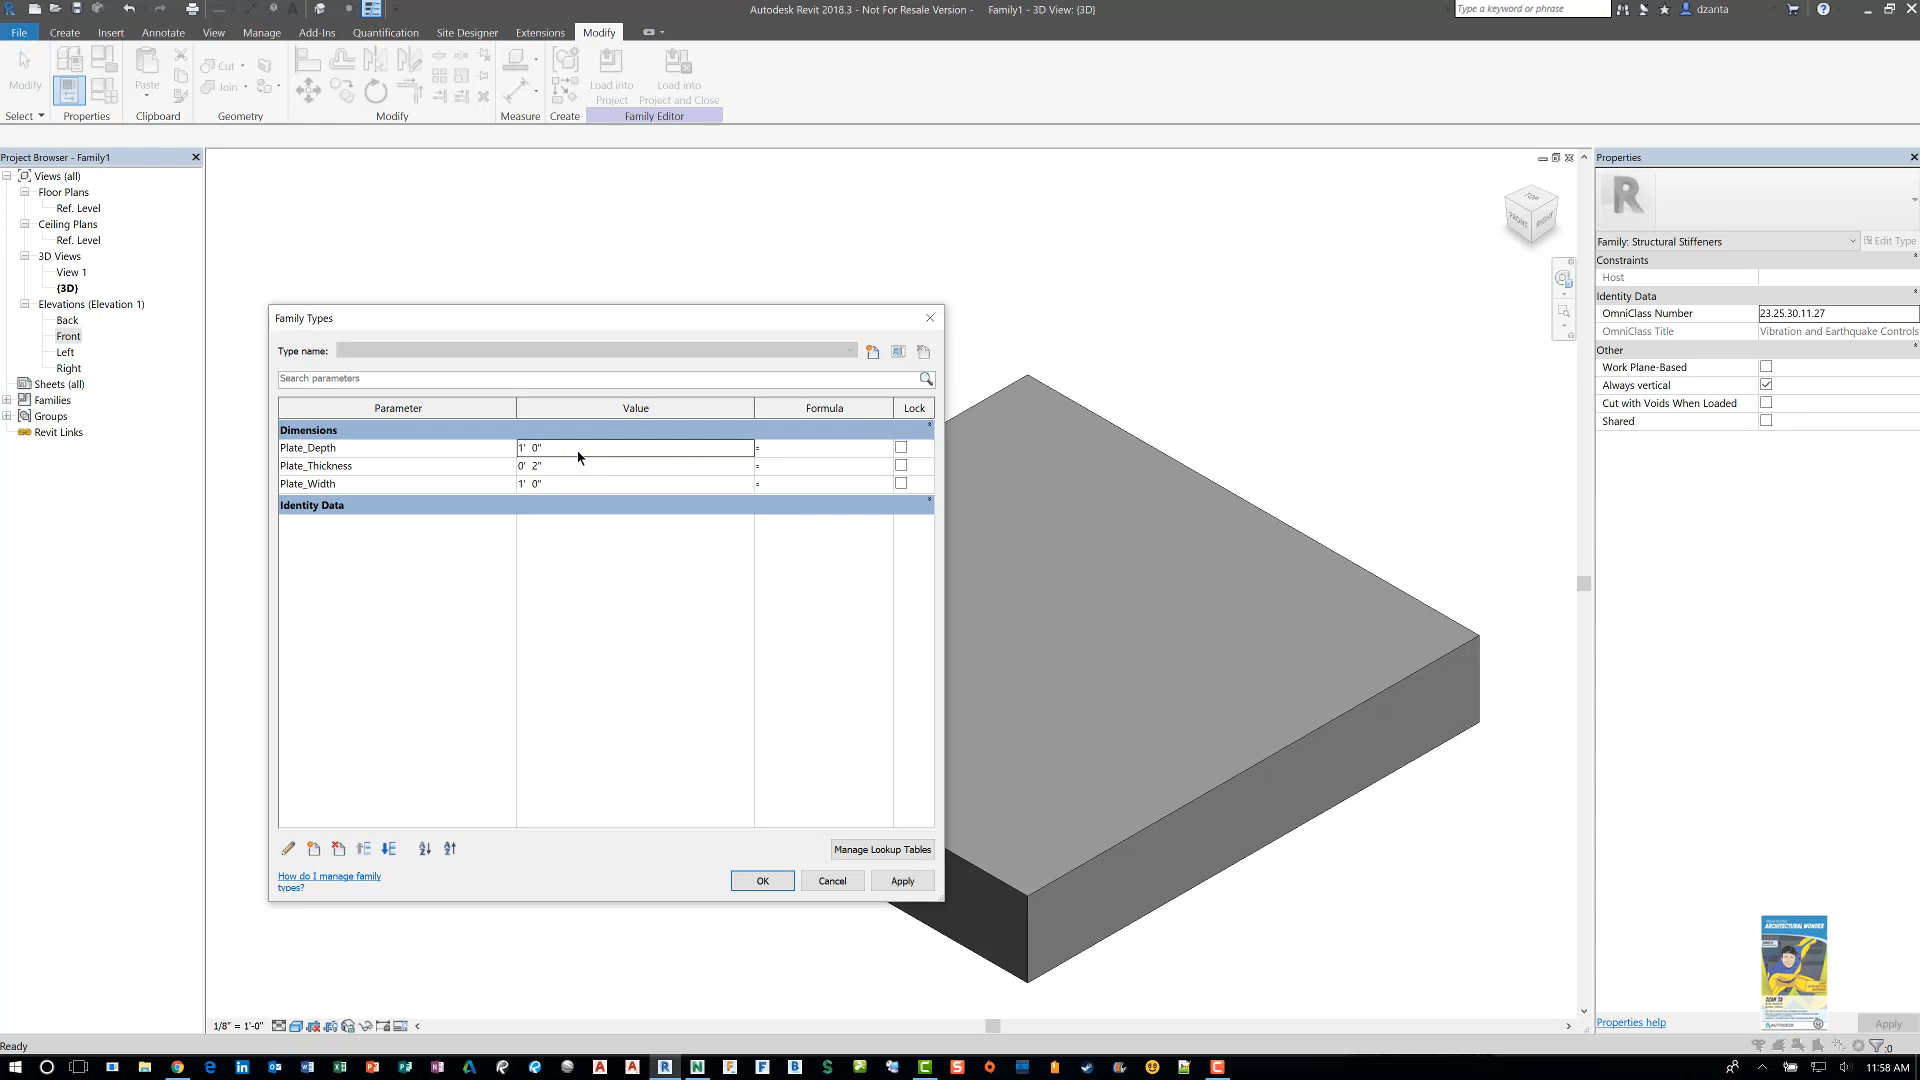 Autodesk Revit 2018.3 - Not For Resale Version - Family1 - 3D View: {3D}
Type a keyword or phrase
dzanta
File Create Insert Annotate View Manage Add-Ins Quantification Site Designer Extensions Modify
Modify
Paste
Cut
Join
Load into Project
Load into Project and Close
Select Properties Clipboard Geometry Modify Measure Create Family Editor
Project Browser - Family1
Views (all)
Floor Plans
Ref. Level
Ceiling Plans
Ref. Level
3D Views
View 1
{3D}
Elevations (Elevation 1)
Back
Front
Left
Right
Sheets (all)
Families
Groups
Revit Links
TOP
FRONT
RIGHT
Family Types
Type name:
Search parameters
Parameter Value Formula Lock
Dimensions
Plate_Depth 1' 0" =
Plate_Thickness 0' 2" =
Plate_Width 1' 0" =
Identity Data
Manage Lookup Tables
How do I manage family types?
OK Cancel Apply
Properties
R
Family: Structural Stiffeners Edit Type
Constraints
Host
Identity Data
OmniClass Number 23.25.30.11.27
OmniClass Title Vibration and Earthquake Controls
Other
Work Plane-Based
Always vertical
Cut with Voids When Loaded
Shared
ARCHITECTURAL WONDER
AUTODESK
Properties help
Apply
1/8" = 1'-0"
Ready
:0
11:58 AM